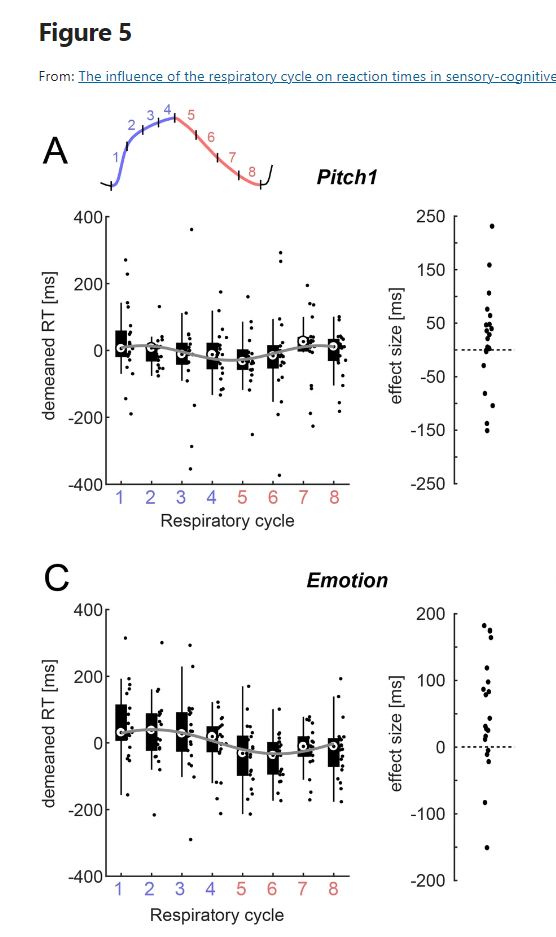 Figure 5
From: The influence of the respiratory cycle on reaction times in sensory-cognitive
A
1 2 3 4 5 6 7 8
Pitch1
demeaned RT [ms]
400
200
0
-200
-400
1 2 3 4 5 6 7 8
Respiratory cycle
effect size [ms]
250
150
50
-50
-150
-250
C
Emotion
demeaned RT [ms]
400
200
0
-200
-400
1 2 3 4 5 6 7 8
Respiratory cycle
effect size [ms]
200
100
0
-100
-200